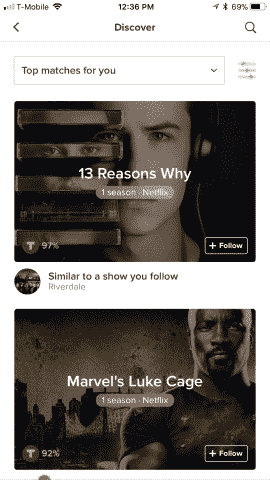 T-Mobile
12:36 PM
69%
Discover
Top matches for you
13 Reasons Why
1 season · Netflix
T 97%
+ Follow
Similar to a show you follow
Riverdale
Marvel's Luke Cage
1 season · Netflix
T 92%
+ Follow